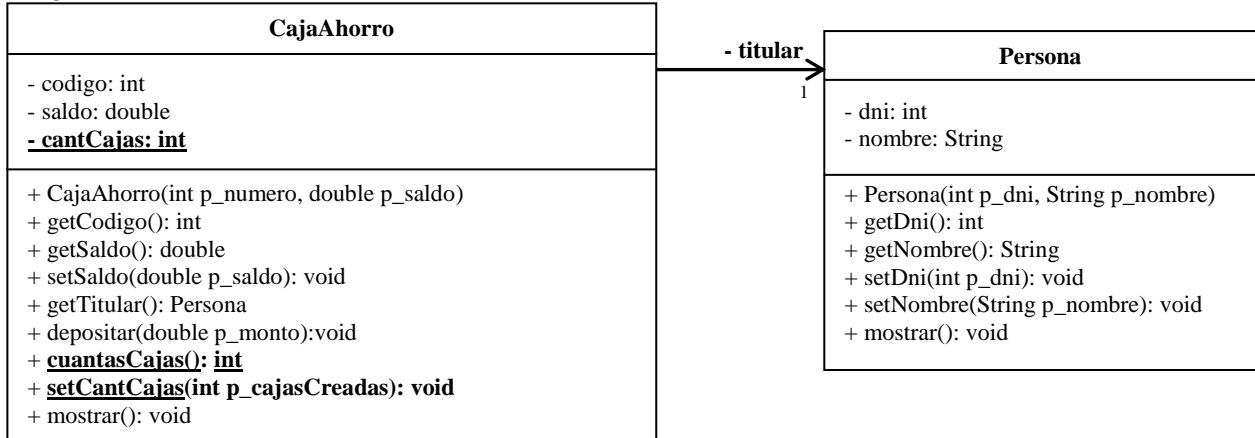 CajaAhorro
- codigo: int
- saldo: double
- cantCajas: int
+ CajaAhorro(int p_numero, double p_saldo)
+ getCodigo(): int
+ getSaldo(): double
+ setSaldo(double p_saldo): void
+ getTitular(): Persona
+ depositar(double p_monto):void
+ cuantasCajas(): int
+ setCantCajas(int p_cajasCreadas): void
+ mostrar(): void
- titular
1
Persona
- dni: int
- nombre: String
+ Persona(int p_dni, String p_nombre)
+ getDni(): int
+ getNombre(): String
+ setDni(int p_dni): void
+ setNombre(String p_nombre): void
+ mostrar(): void